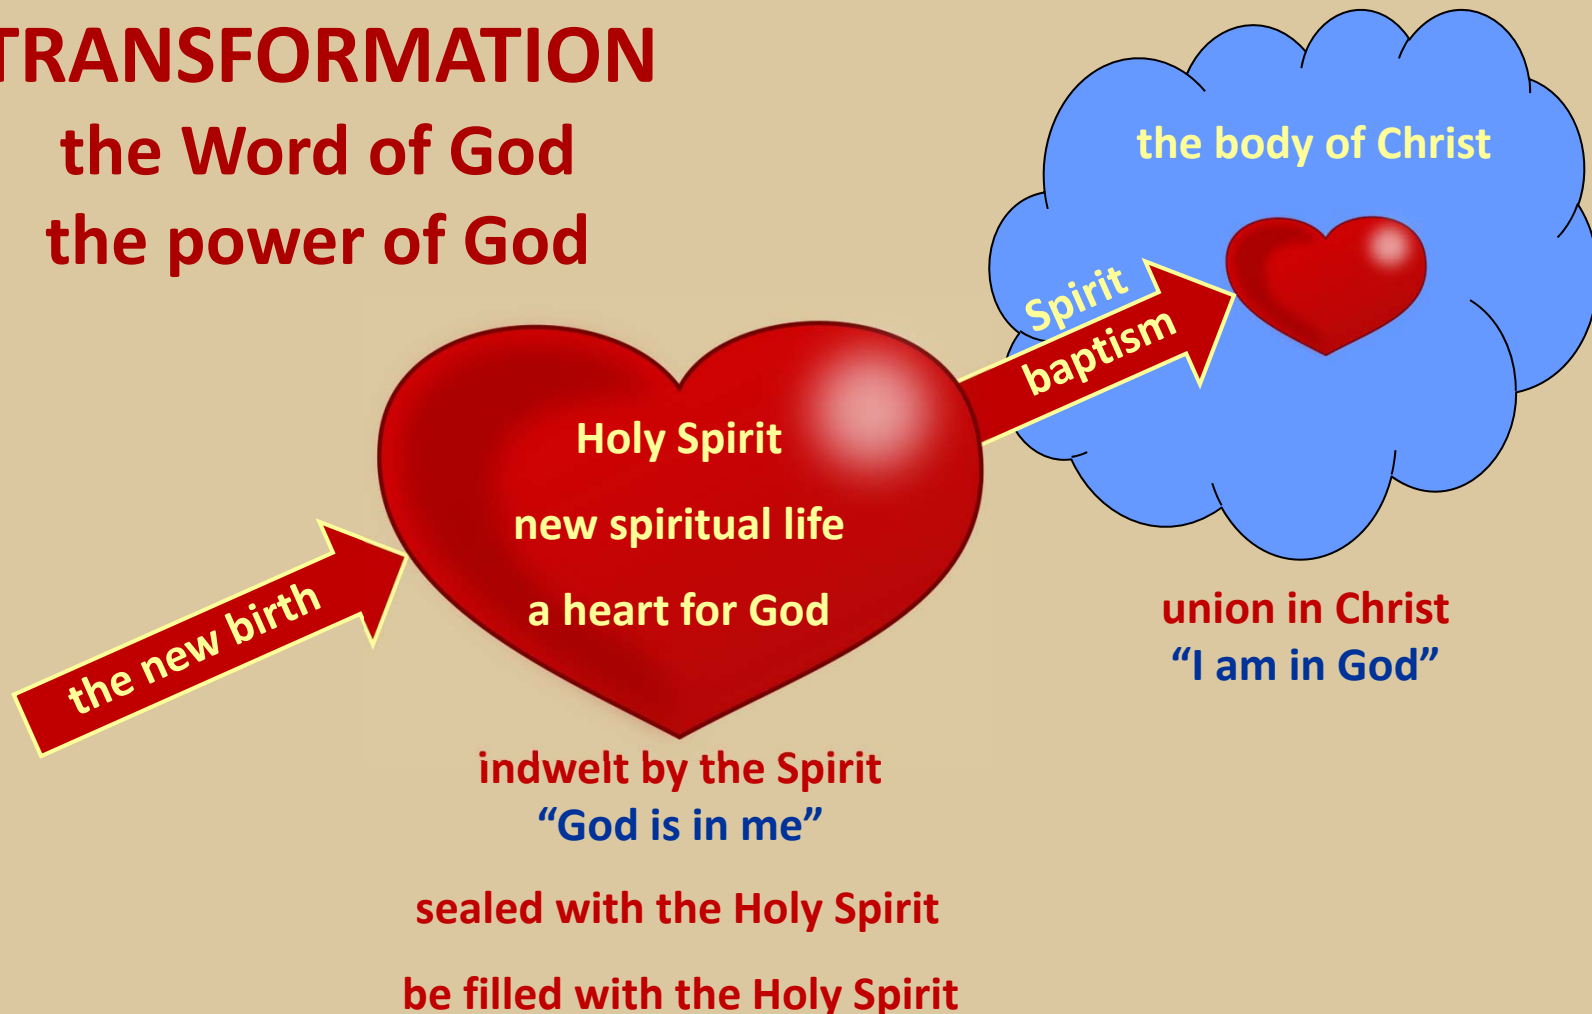 TRANSFORMATION
the Word of God
the power of God
the body of Christ
Spirit
baptism
Holy Spirit
new spiritual life
a heart for God
the new birth
union in Christ
“I am in God”
indwelt by the Spirit
“God is in me”
sealed with the Holy Spirit
be filled with the Holy Spirit